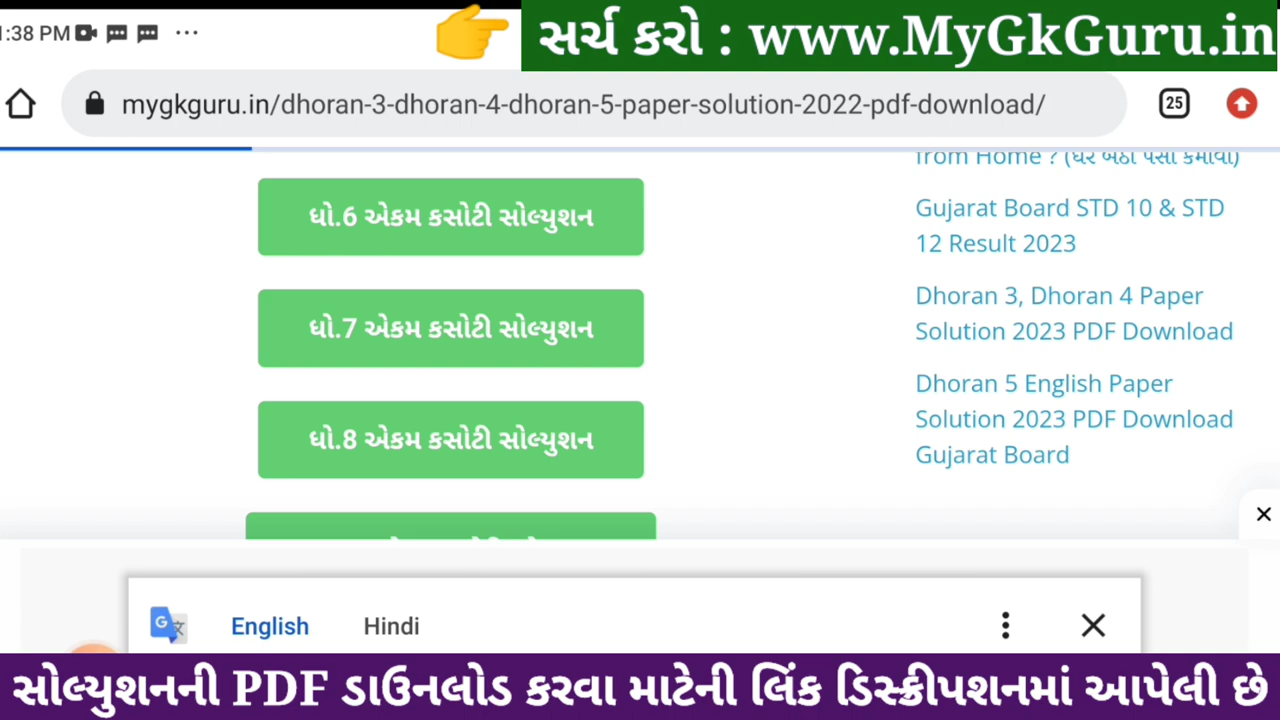 :38 PM
સર્ચ કરો : www.MyGkGuru.in
mygkguru.in/dhoran-3-dhoran-4-dhoran-5-paper-solution-2022-pdf-download/
25
from Home ? (ઘરે બેઠા પૈસા કમાવો)
ધો.6 એકમ કસોટી સોલ્યુશન
ધો.7 એકમ કસોટી સોલ્યુશન
ધો.8 એકમ કસોટી સોલ્યુશન
Gujarat Board STD 10 & STD
12 Result 2023
Dhoran 3, Dhoran 4 Paper
Solution 2023 PDF Download
Dhoran 5 English Paper
Solution 2023 PDF Download
Gujarat Board
English
Hindi
સોલ્યુશનની PDF ડાઉનલોડ કરવા માટેની લિંક ડિસ્ક્રીપશનમાં આપેલી છે